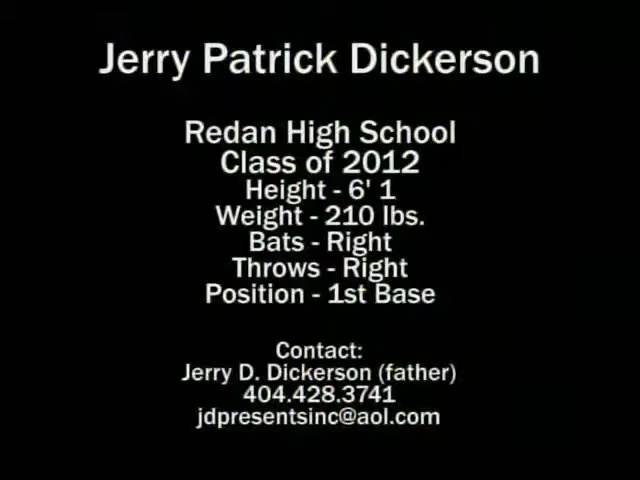 Jerry Patrick Dickerson
Redan High School
Class of 2012
Height - 6' 1
Weight - 210 lbs.
Bats - Right
Throws - Right
Position - 1st Base
Contact:
Jerry D. Dickerson (father)
404.428.3741
jdpresentsinc@aol.com